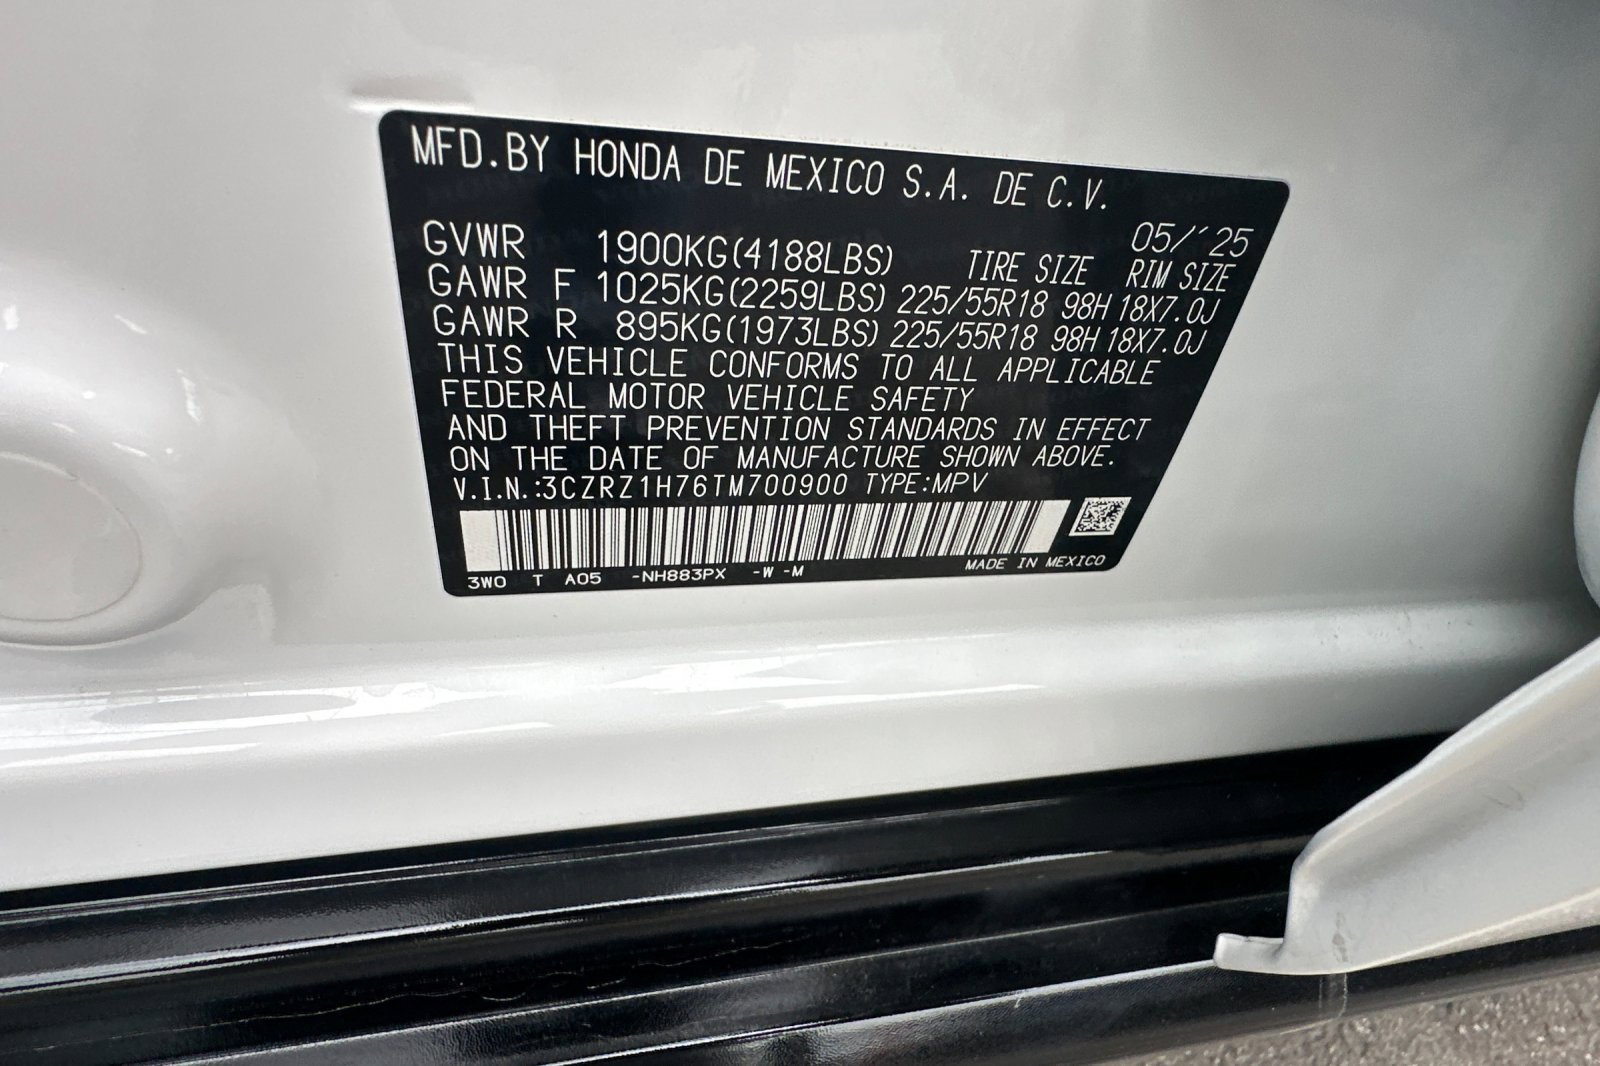 MFD.BY HONDA DE MEXICO S.A. DE C.V.
05/´25
GVWR 1900KG(4188LBS) TIRE SIZE RIM SIZE
GAWR F 1025KG(2259LBS) 225/55R18 98H 18X7.0J
GAWR R 895KG(1973LBS) 225/55R18 98H 18X7.0J
THIS VEHICLE CONFORMS TO ALL APPLICABLE
FEDERAL MOTOR VEHICLE SAFETY
AND THEFT PREVENTION STANDARDS IN EFFECT
ON THE DATE OF MANUFACTURE SHOWN ABOVE.
V.I.N.:3CZRZ1H76TM700900 TYPE:MPV
3W0 T A05 -NH883PX -W -M MADE IN MEXICO